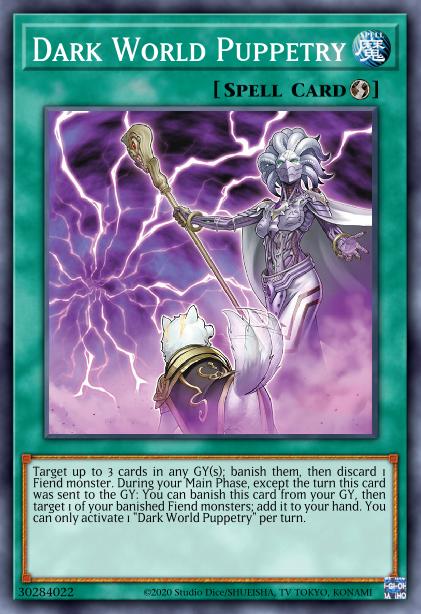 DARK WORLD PUPPETRY
SPELL
魔
[SPELL CARD]
Target up to 3 cards in any GY(s); banish them, then discard 1
Fiend monster. During your Main Phase, except the turn this card
was sent to the GY: You can banish this card from your GY, then
target 1 of your banished Fiend monsters; add it to your hand. You
can only activate 1 "Dark World Puppetry" per turn.
30284022
©2020 Studio Dice/SHUEISHA, TV TOKYO, KONAMI